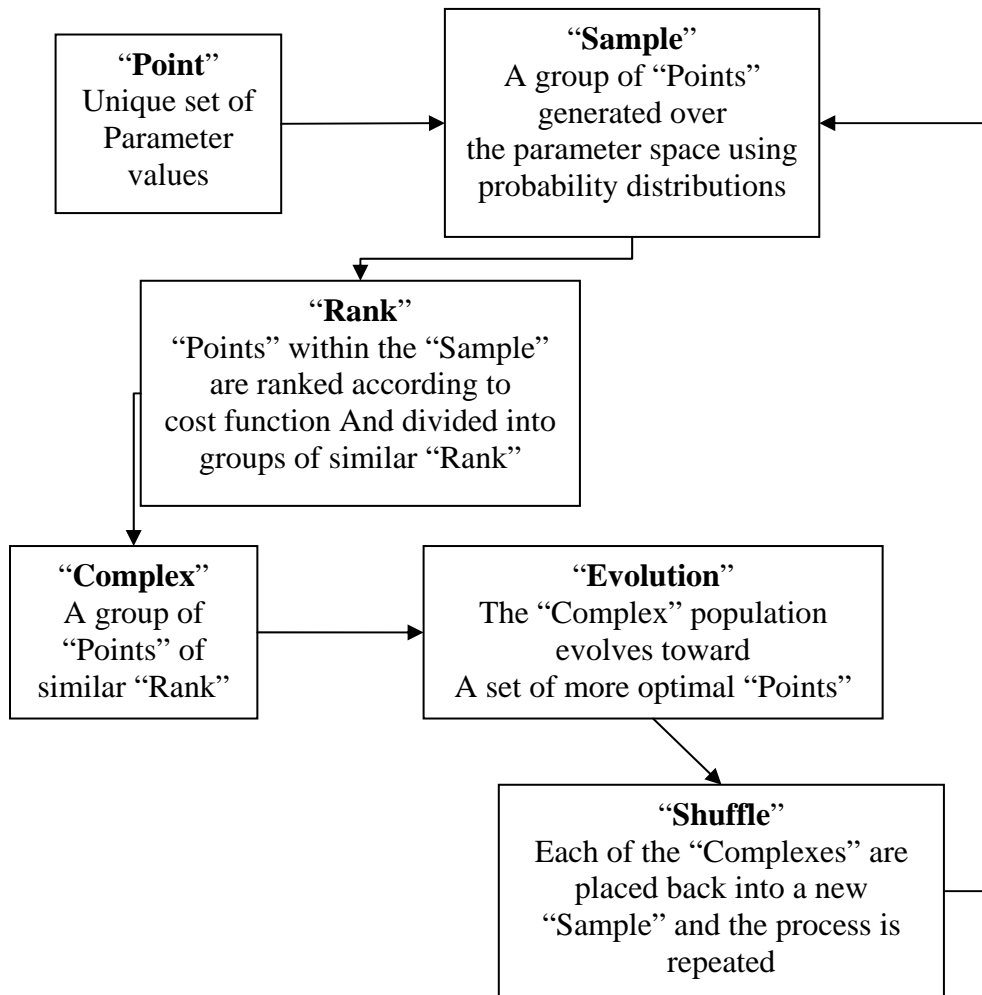 “Point”
Unique set of
Parameter
values
“Sample”
A group of “Points”
generated over
the parameter space using
probability distributions
“Rank”
“Points” within the “Sample”
are ranked according to
cost function And divided into
groups of similar “Rank”
“Complex”
A group of
“Points” of
similar “Rank”
“Evolution”
The “Complex” population
evolves toward
A set of more optimal “Points”
“Shuffle”
Each of the “Complexes” are
placed back into a new
“Sample” and the process is
repeated